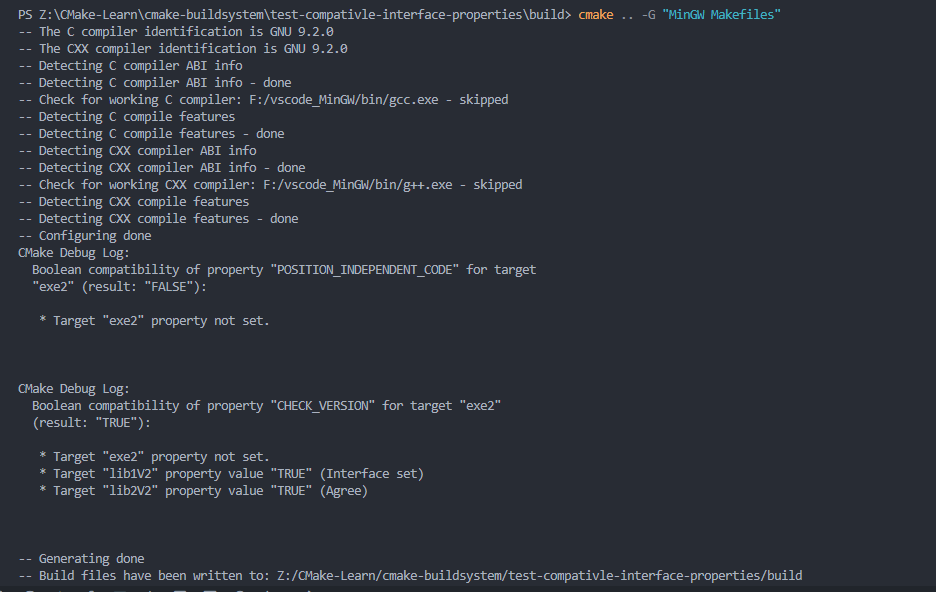 PS Z:\CMake-Learn\cmake-buildsystem\test-compativle-interface-properties\build> cmake .. -G "MinGW Makefiles"
-- The C compiler identification is GNU 9.2.0
-- The CXX compiler identification is GNU 9.2.0
-- Detecting C compiler ABI info
-- Detecting C compiler ABI info - done
-- Check for working C compiler: F:/vscode_MinGW/bin/gcc.exe - skipped
-- Detecting C compile features
-- Detecting C compile features - done
-- Detecting CXX compiler ABI info
-- Detecting CXX compiler ABI info - done
-- Check for working CXX compiler: F:/vscode_MinGW/bin/g++.exe - skipped
-- Detecting CXX compile features
-- Detecting CXX compile features - done
-- Configuring done
CMake Debug Log:
  Boolean compatibility of property "POSITION_INDEPENDENT_CODE" for target
  "exe2" (result: "FALSE"):

   * Target "exe2" property not set.

CMake Debug Log:
  Boolean compatibility of property "CHECK_VERSION" for target "exe2"
  (result: "TRUE"):

   * Target "exe2" property not set.
   * Target "lib1V2" property value "TRUE" (Interface set)
   * Target "lib2V2" property value "TRUE" (Agree)

-- Generating done
-- Build files have been written to: Z:/CMake-Learn/cmake-buildsystem/test-compativle-interface-properties/build